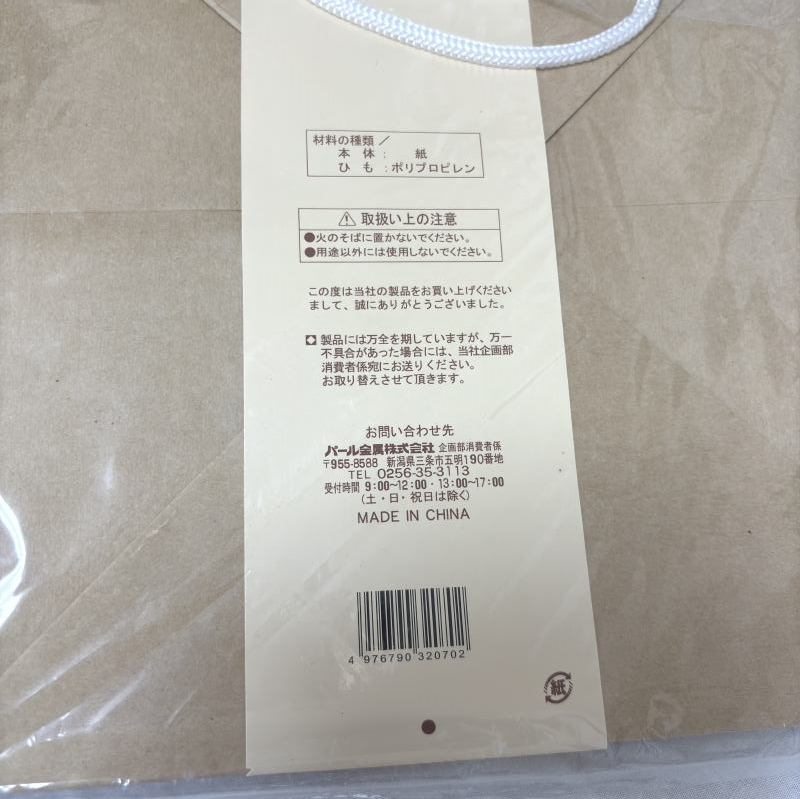 材料の種類／
本 体 : 紙
ひ も : ポリプロピレン
取扱い上の注意
●火のそばに置かないでください。
●用途以外には使用しないでください。
この度は当社の製品をお買い上げください
まして、誠にありがとうございました。
製品には万全を期していますが、万一
不具合があった場合には、当社企画部
消費者係宛にお送りください。
お取り替えさせて頂きます。
お問い合わせ先
パール金属株式会社 企画部消費者係
〒955-8588 新潟県三条市五明190番地
TEL 0256-35-3113
受付時間 9:00〜12:00・13:00〜17:00
(土・日・祝日は除く)
MADE IN CHINA
4 976790 320702
紙